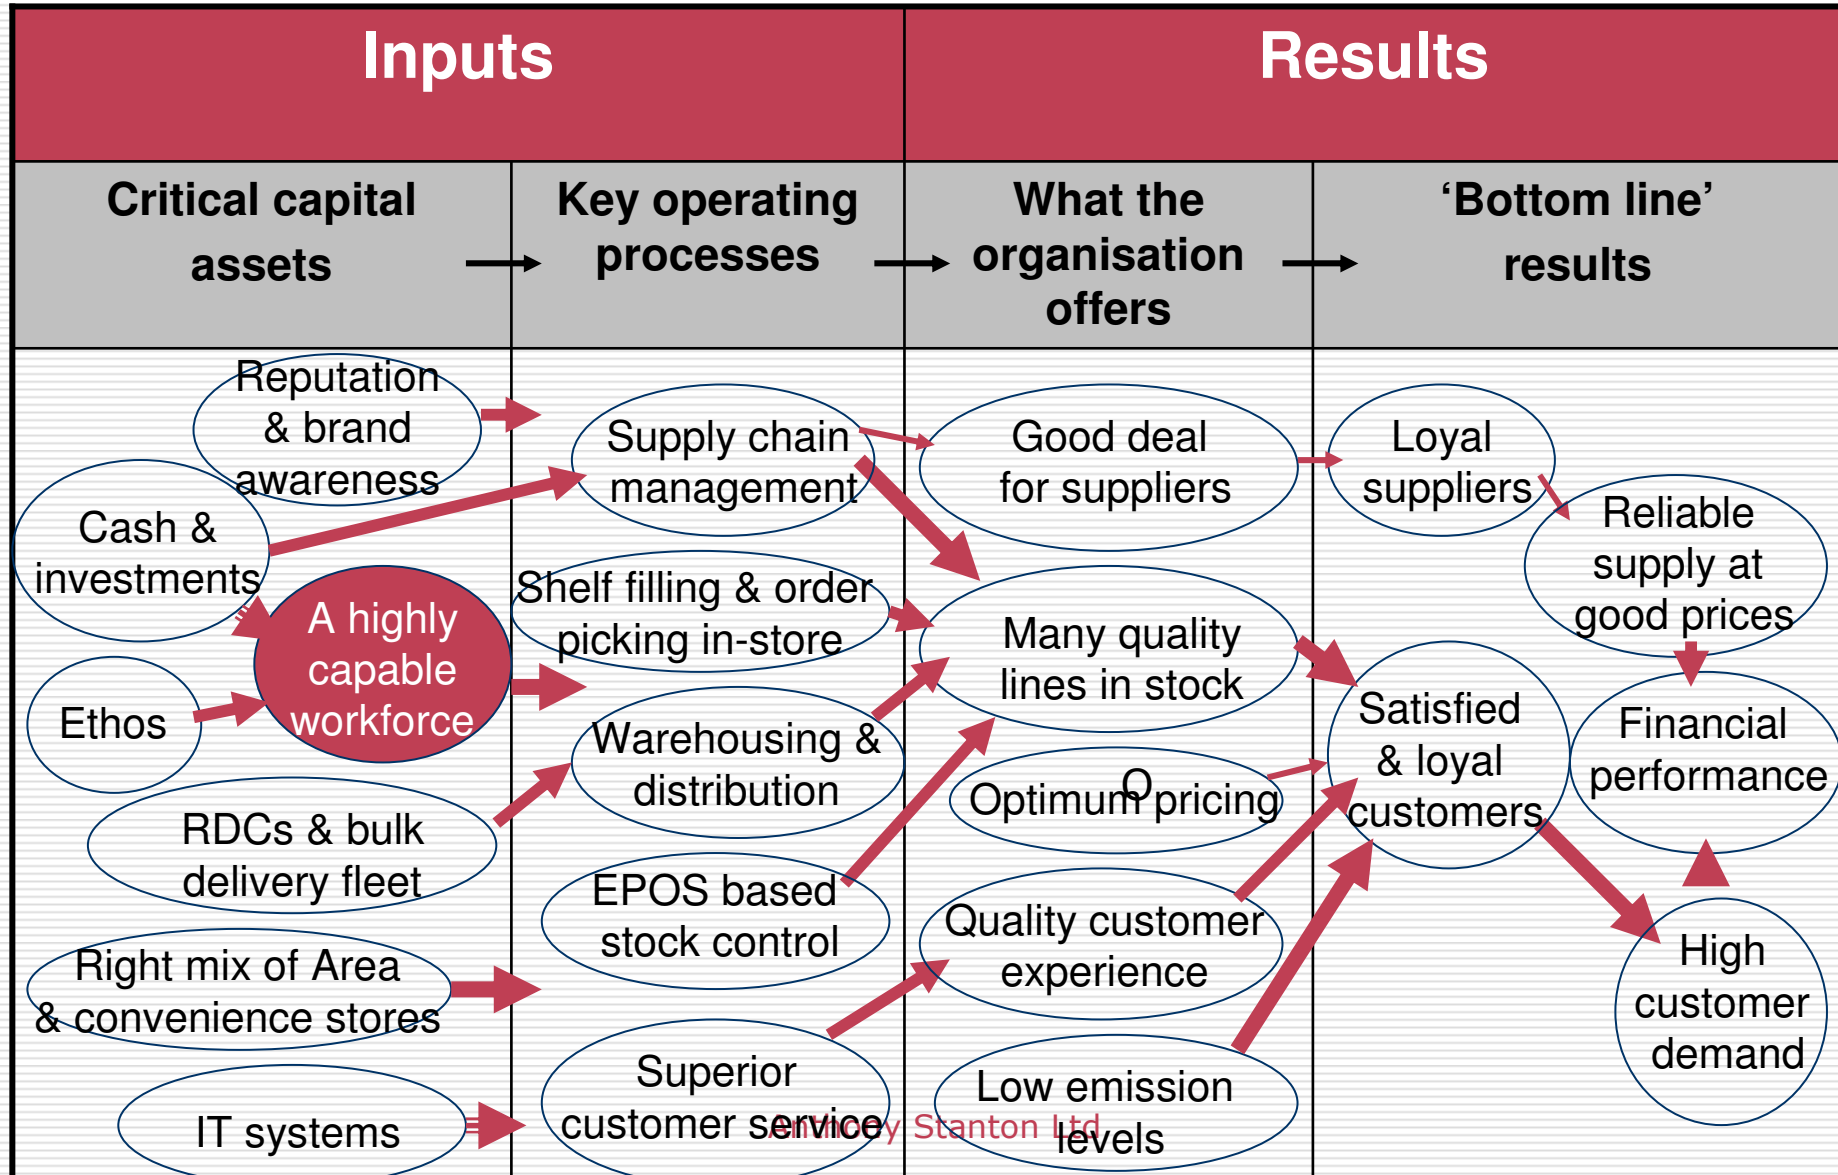 Inputs
Results
Critical capital
assets
Key operating
processes
What the
organisation
offers
‘Bottom line’
results
Reputation
& brand
awareness
Cash &
investments
A highly
capable
workforce
Ethos
RDCs & bulk
delivery fleet
Right mix of Area
& convenience stores
IT systems
Supply chain
management
Shelf filling & order
picking in-store
Warehousing &
distribution
EPOS based
stock control
Superior
customer service
Good deal
for suppliers
Many quality
lines in stock
O
Optimum pricing
Quality customer
experience
Low emission
levels
Loyal
suppliers
Reliable
supply at
good prices
Satisfied
& loyal
customers
Financial
performance
High
customer
demand
Anthony Stanton Ltd